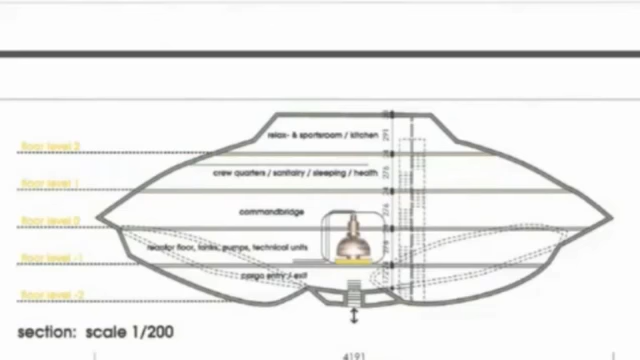 relax- & sportsroom / kitchen
floor level 2
crew quarters / sanitairy / sleeping / health
floor level 1
commandbridge
floor level 0
reactor floor, tanks, pumps, technical units
floor level -1
cargo entry / exit
floor level -2
section: scale 1/200
4191